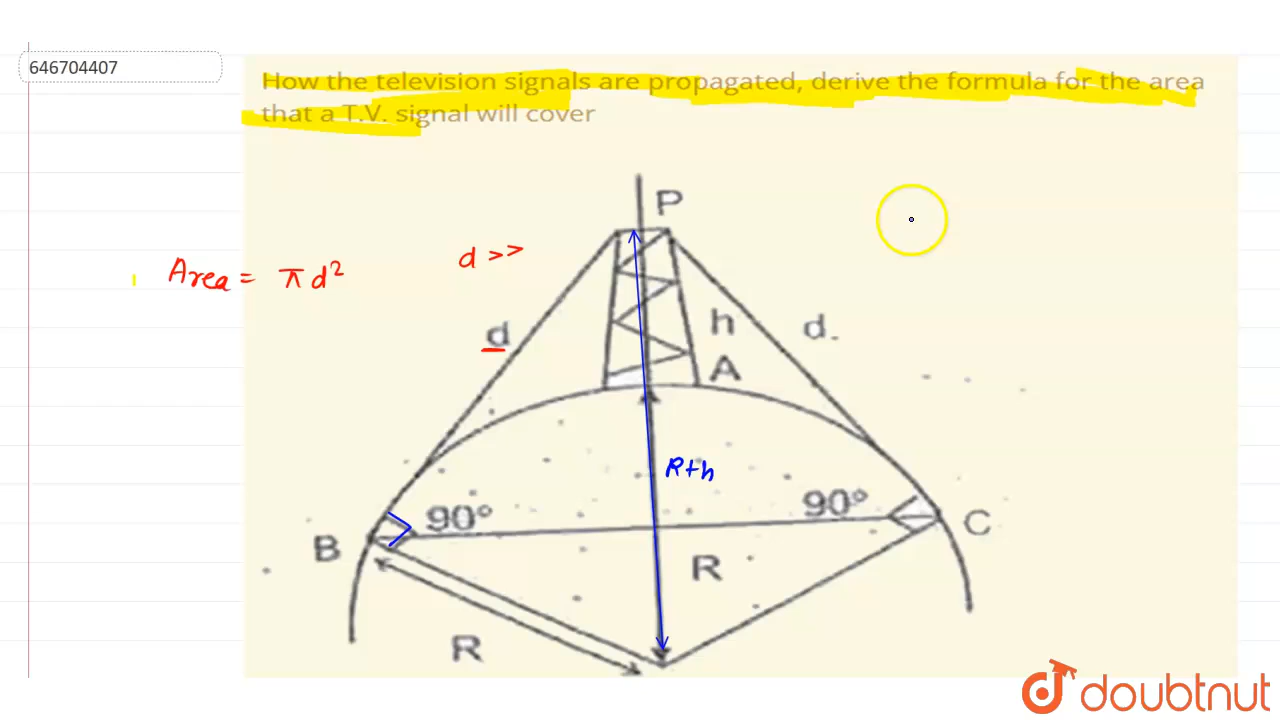 646704407
How the television signals are propagated, derive the formula for the area
that a T.V. signal will cover
P
Area = πd²
d >>
d
h
d.
A
R+h
90°
90°
B
C
R
R
doubtnut